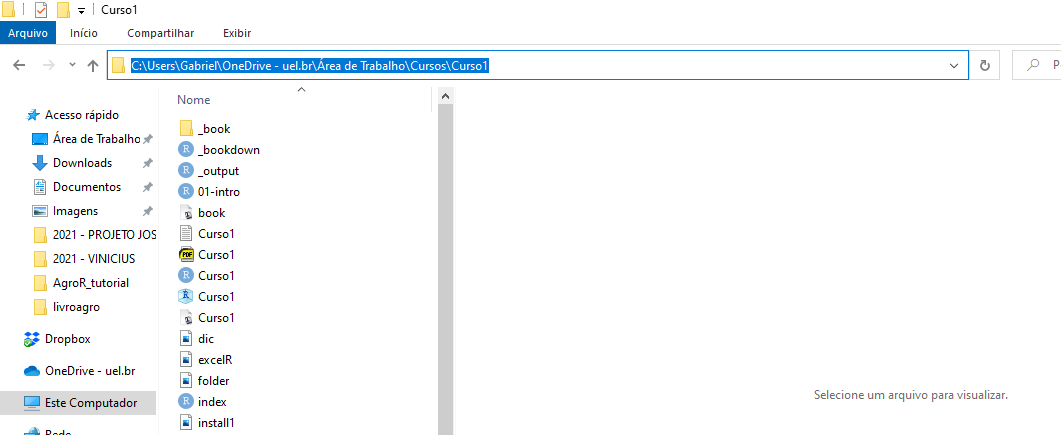 Curso1
Arquivo Início Compartilhar Exibir
C:\Users\Gabriel\OneDrive - uel.br\Área de Trabalho\Cursos\Curso1
P
Nome
Acesso rápido
Área de Trabalho
Downloads
Documentos
Imagens
2021 - PROJETO JOS
2021 - VINICIUS
AgroR_tutorial
livroagro
Dropbox
OneDrive - uel.br
Este Computador
Rede
_book
_bookdown
_output
01-intro
book
Curso1
Curso1
Curso1
Curso1
Curso1
dic
excelR
folder
index
install1
Selecione um arquivo para visualizar.